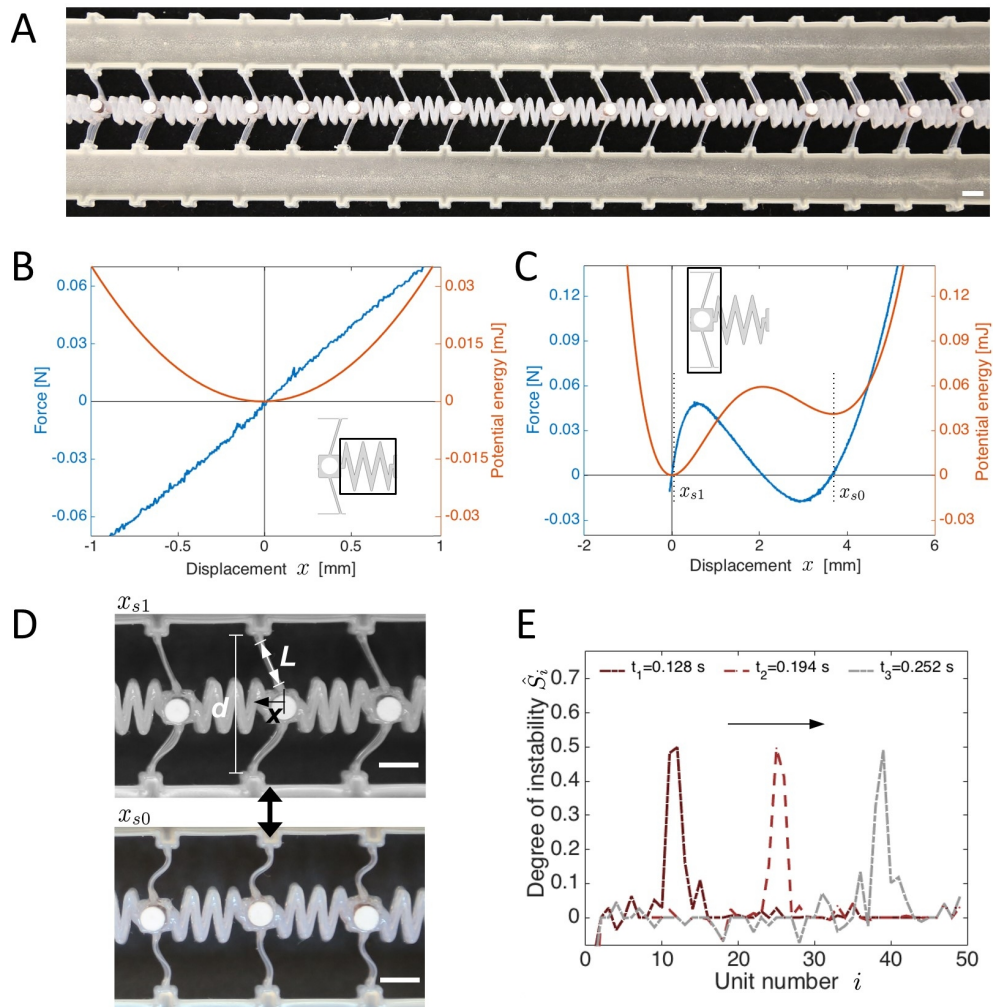 A
B
C
0.06
0.03
0
-0.03
-0.06
Force [N]
0.03
0.015
0
-0.015
-0.03
Potential energy [mJ]
-1
-0.5
0
0.5
1
Displacement x [mm]
0.12
0.09
0.06
0.03
0
-0.03
Force [N]
0.12
0.09
0.06
0.03
0
-0.03
Potential energy [mJ]
x_{s1}
x_{s0}
-2
0
2
4
6
Displacement x [mm]
D
x_{s1}
L
d
x
x_{s0}
E
t₁=0.128 s
t₂=0.194 s
t₃=0.252 s
0.7
0.6
0.5
0.4
0.3
0.2
0.1
0
Degree of instability Ŝᵢ
0
10
20
30
40
50
Unit number i